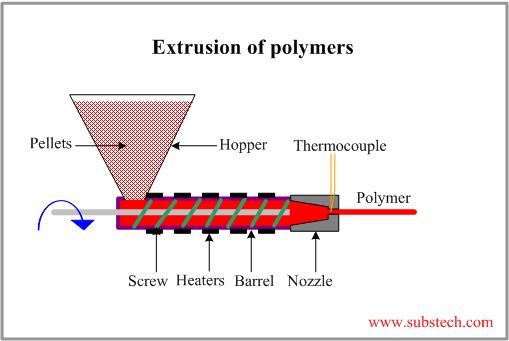 Extrusion of polymers
Pellets
Hopper
Thermocouple
Polymer
Screw
Heaters
Barrel
Nozzle
www.substech.com